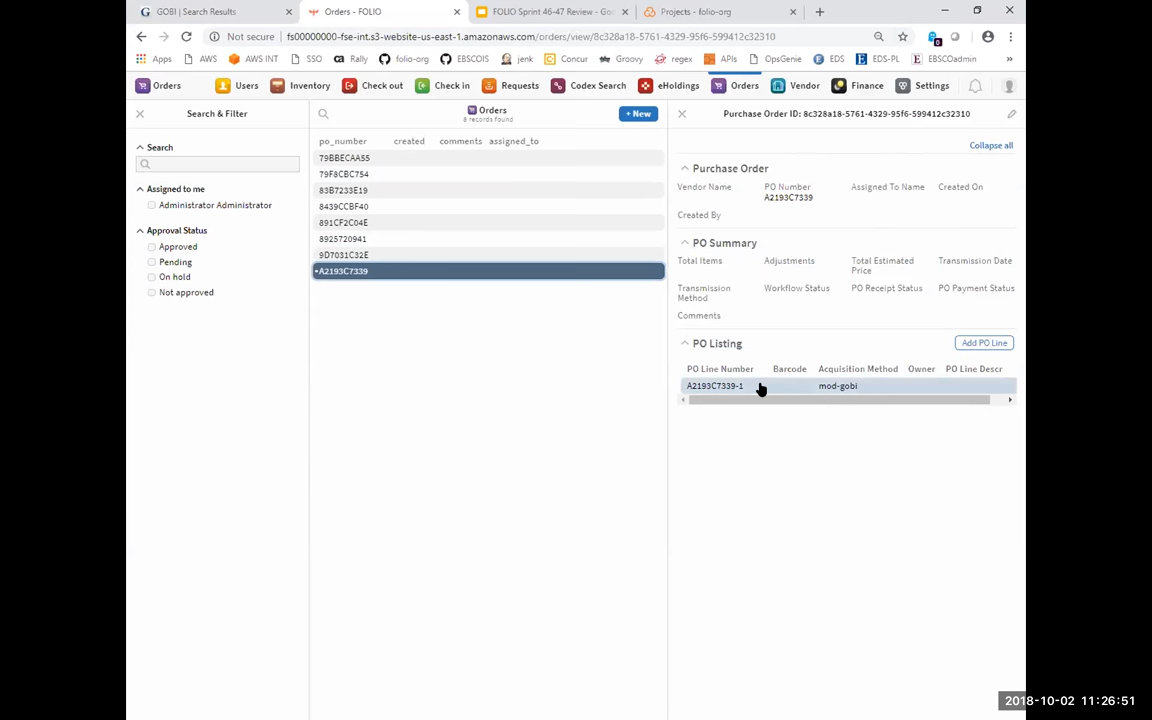 GOBI | Search Results
Orders - FOLIO
FOLIO Sprint 46-47 Review - Goo
Projects - folio-org
Not secure
fs00000000-fse-int.s3-website-us-east-1.amazonaws.com/orders/view/8c328a18-5761-4329-95f6-599412c32310
Apps
AWS
AWS INT
SSO
Rally
folio-org
EBSCOIS
jenk
Concur
Groovy
regex
APIs
OpsGenie
EDS
EDS-PL
EBSCOadmin
»
Orders
Users
Inventory
Check out
Check in
Requests
Codex Search
eHoldings
Orders
Vendor
Finance
Settings
Search & Filter
Search
Assigned to me
Administrator Administrator
Approval Status
Approved
Pending
On hold
Not approved
Orders
8 records found
+ New
po_number created comments assigned_to
79BBECAA55
79F8CBC754
83B7233E19
8439CCBF40
891CF2C04E
8925720941
9D7031C32E
•A2193C7339
Purchase Order ID: 8c328a18-5761-4329-95f6-599412c32310
Collapse all
Purchase Order
Vendor Name PO Number Assigned To Name Created On
A2193C7339
Created By
PO Summary
Total Items Adjustments Total Estimated Transmission Date
Price
Transmission Workflow Status PO Receipt Status PO Payment Status
Method
Comments
PO Listing
Add PO Line
PO Line Number Barcode Acquisition Method Owner PO Line Descr
A2193C7339-1 mod-gobi
2018-10-02 11:26:51